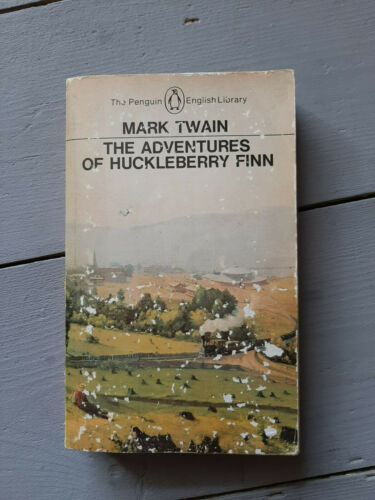 The Penguin English Library
MARK TWAIN
THE ADVENTURES
OF HUCKLEBERRY FINN